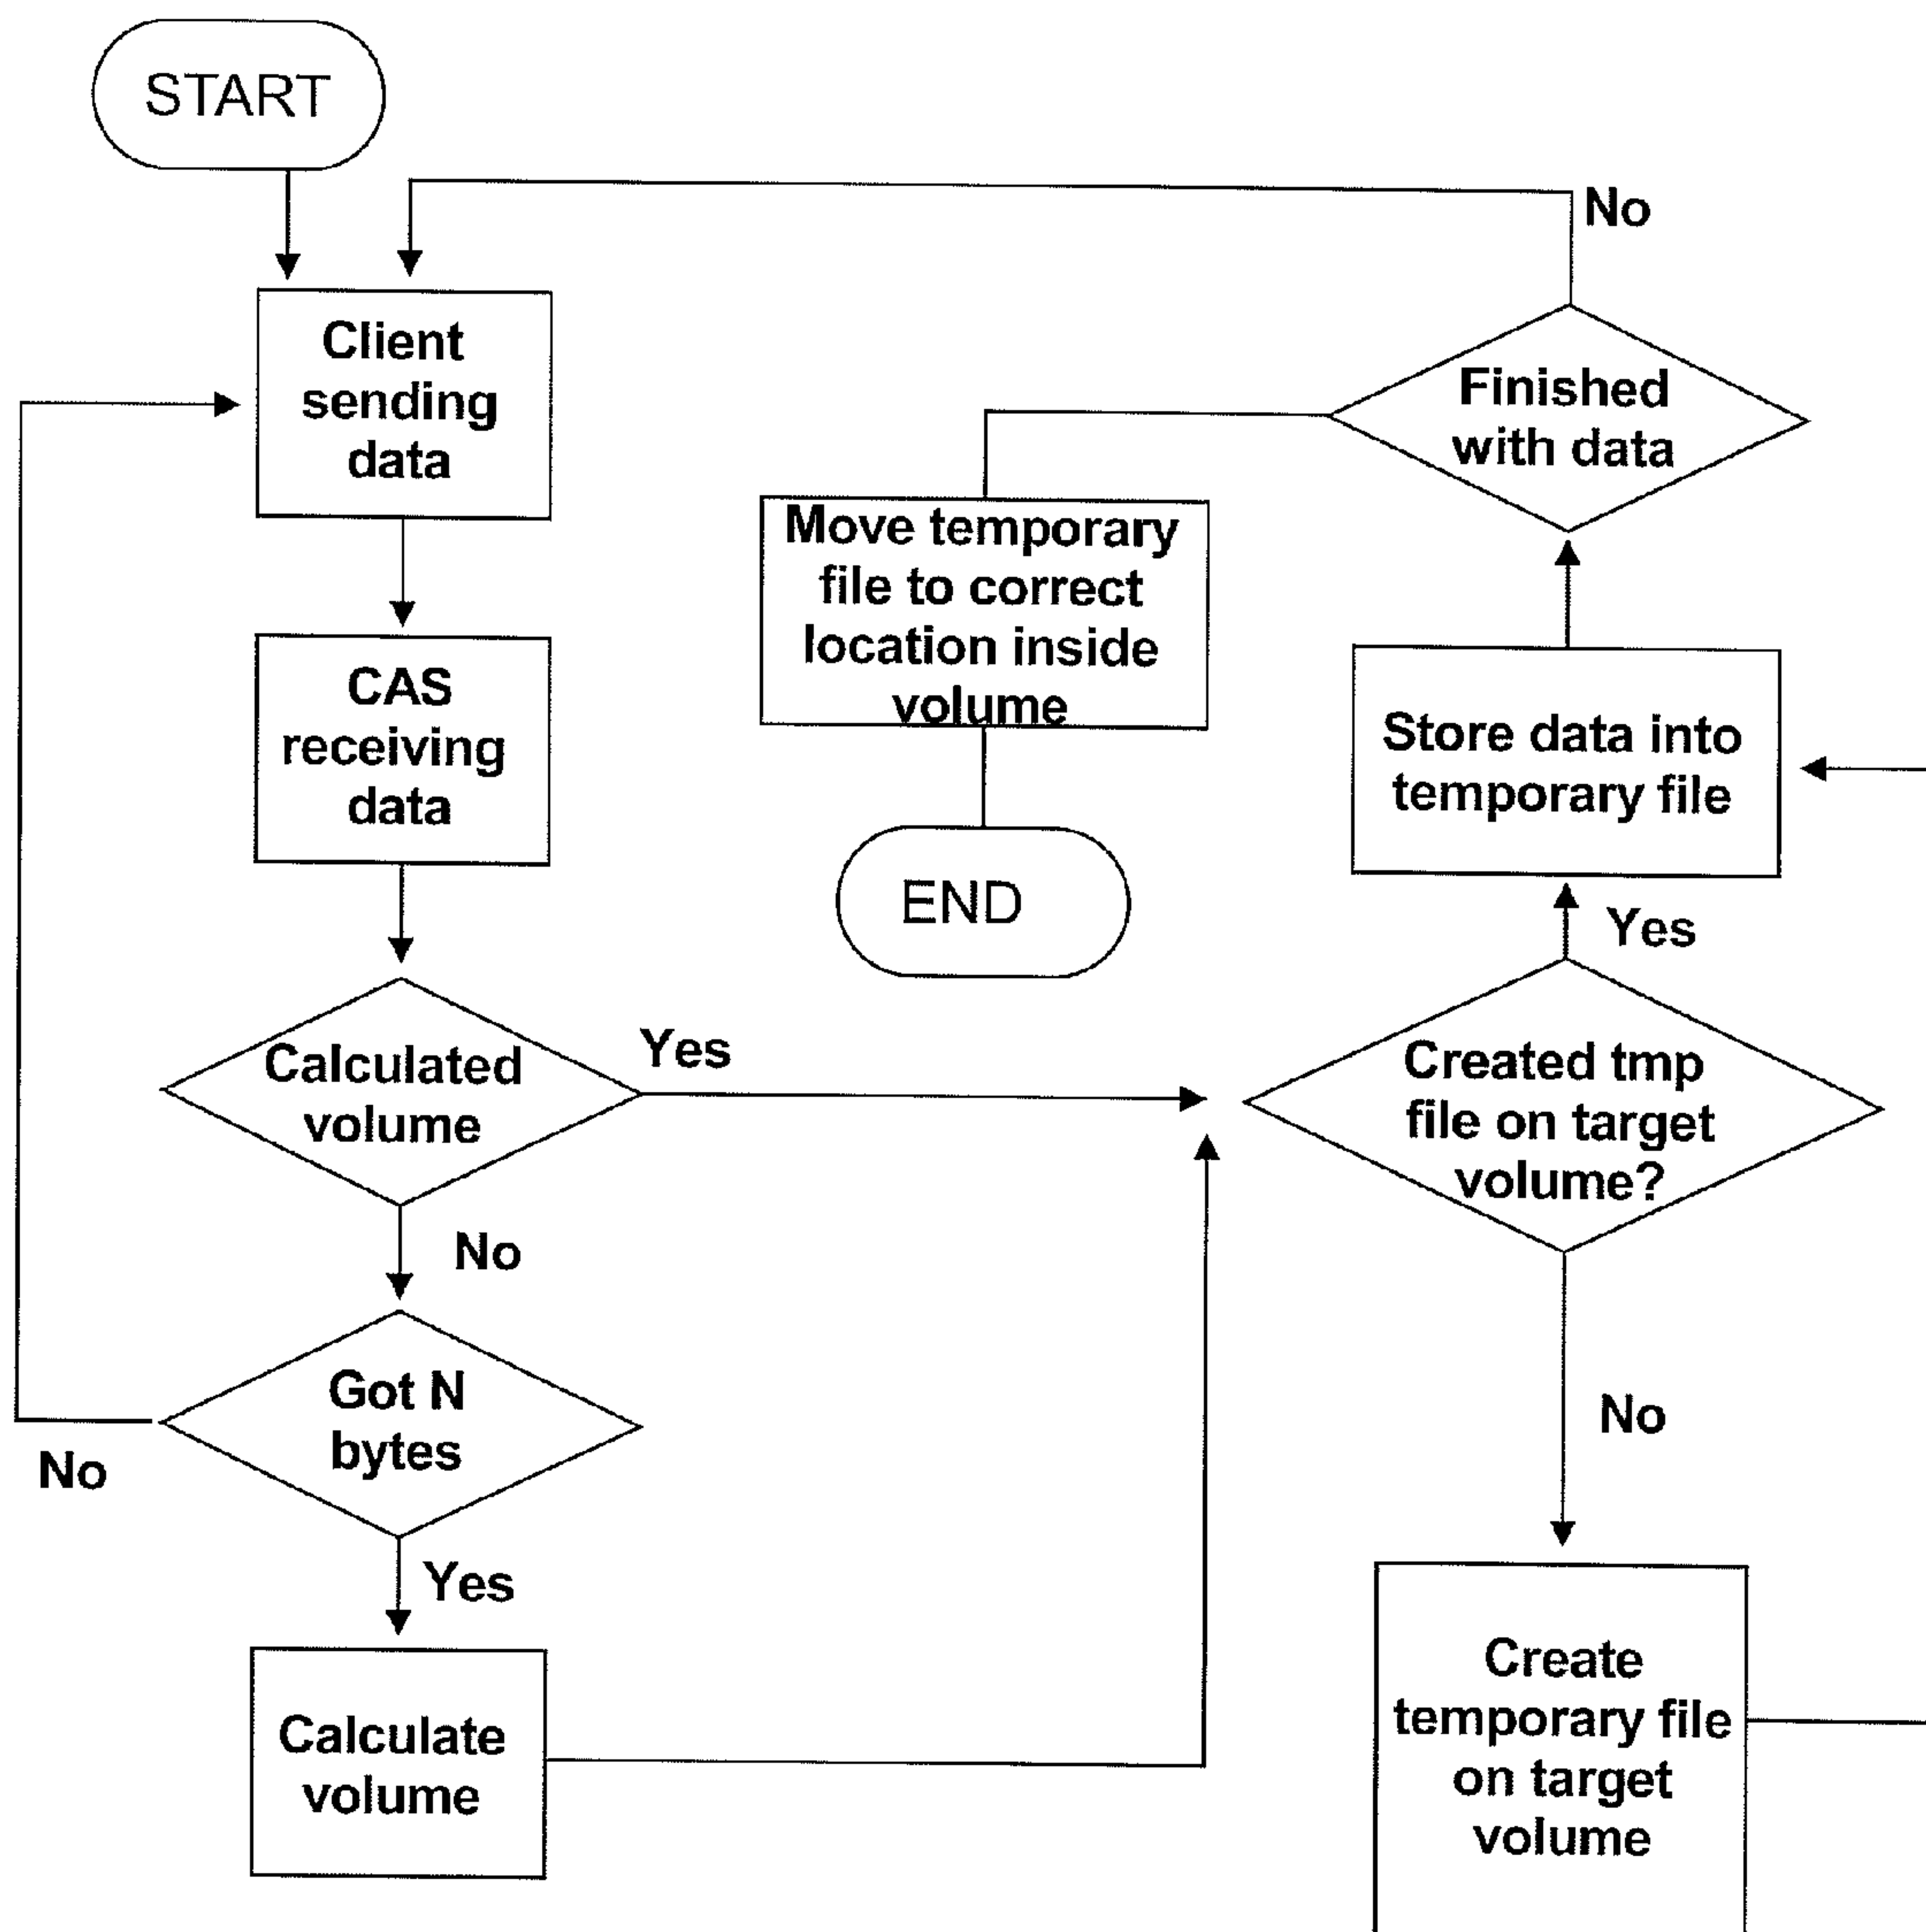 START
No
Client
sending
data
Finished
with data
Move temporary
file to correct
location inside
volume
CAS
receiving
data
Store data into
temporary file
END
Yes
Calculated
volume
Yes
Created tmp
file on target
volume?
No
Got N
bytes
No
No
Yes
Calculate
volume
Create
temporary file
on target
volume